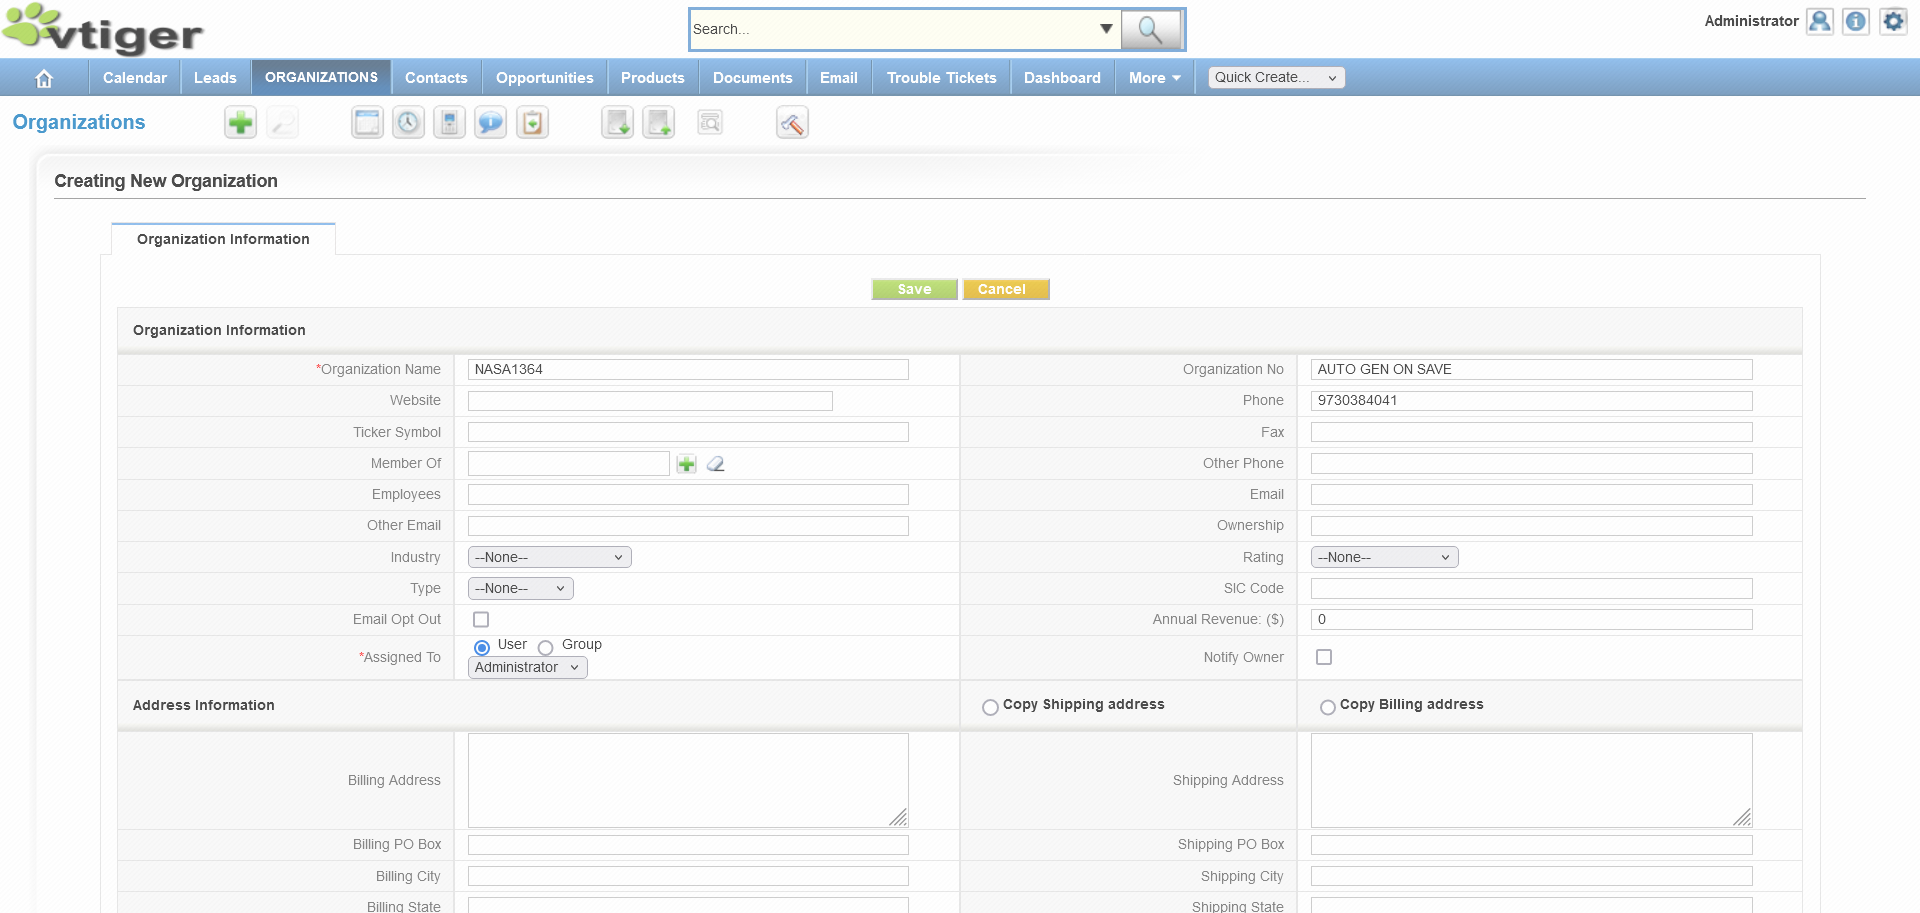 vtiger
Search...
Administrator
Calendar
Leads
ORGANIZATIONS
Contacts
Opportunities
Products
Documents
Email
Trouble Tickets
Dashboard
More
Quick Create...
Organizations
Creating New Organization
Organization Information
Save
Cancel
Organization Information
*Organization Name NASA1364 Organization No AUTO GEN ON SAVE
Website Phone 9730384041
Ticker Symbol Fax
Member Of Other Phone
Employees Email
Other Email Ownership
Industry --None-- Rating --None--
Type --None-- SIC Code
Email Opt Out Annual Revenue: ($) 0
*Assigned To User Group Administrator Notify Owner
Address Information Copy Shipping address Copy Billing address
Billing Address Shipping Address
Billing PO Box Shipping PO Box
Billing City Shipping City
Billing State Shipping State